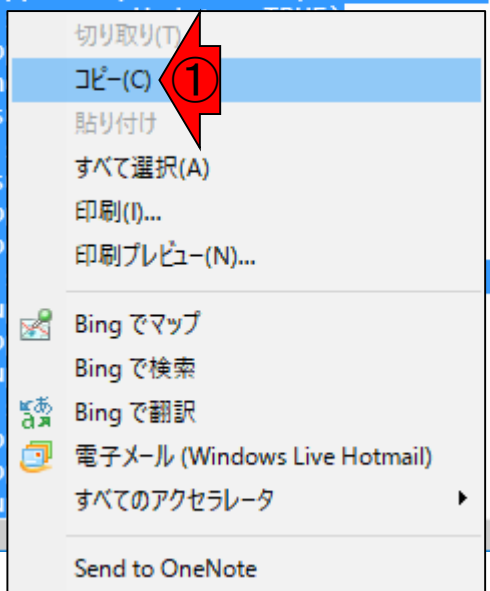 切り取り(T)
コピー(C)
①
貼り付け
すべて選択(A)
印刷(I)...
印刷プレビュー(N)...
Bing でマップ
Bing で検索
Bing で翻訳
電子メール (Windows Live Hotmail)
すべてのアクセラレータ
Send to OneNote